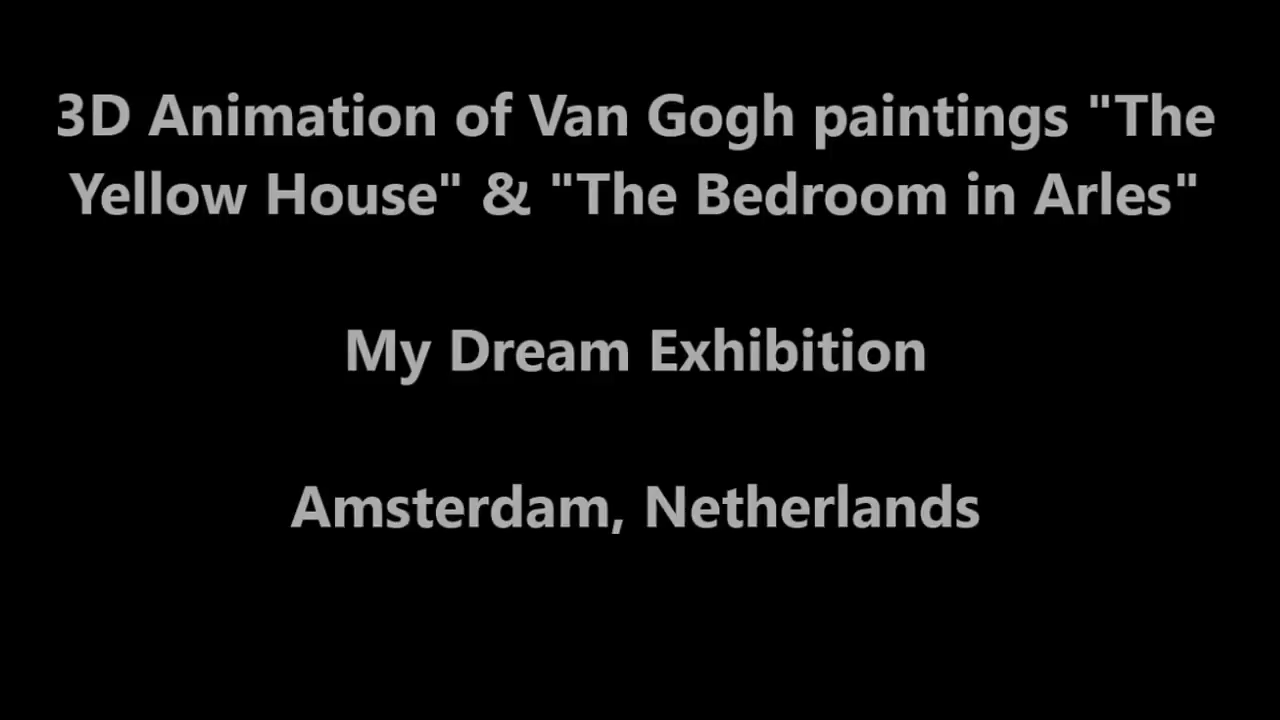 3D Animation of Van Gogh paintings "The
Yellow House" & "The Bedroom in Arles"
My Dream Exhibition
Amsterdam, Netherlands